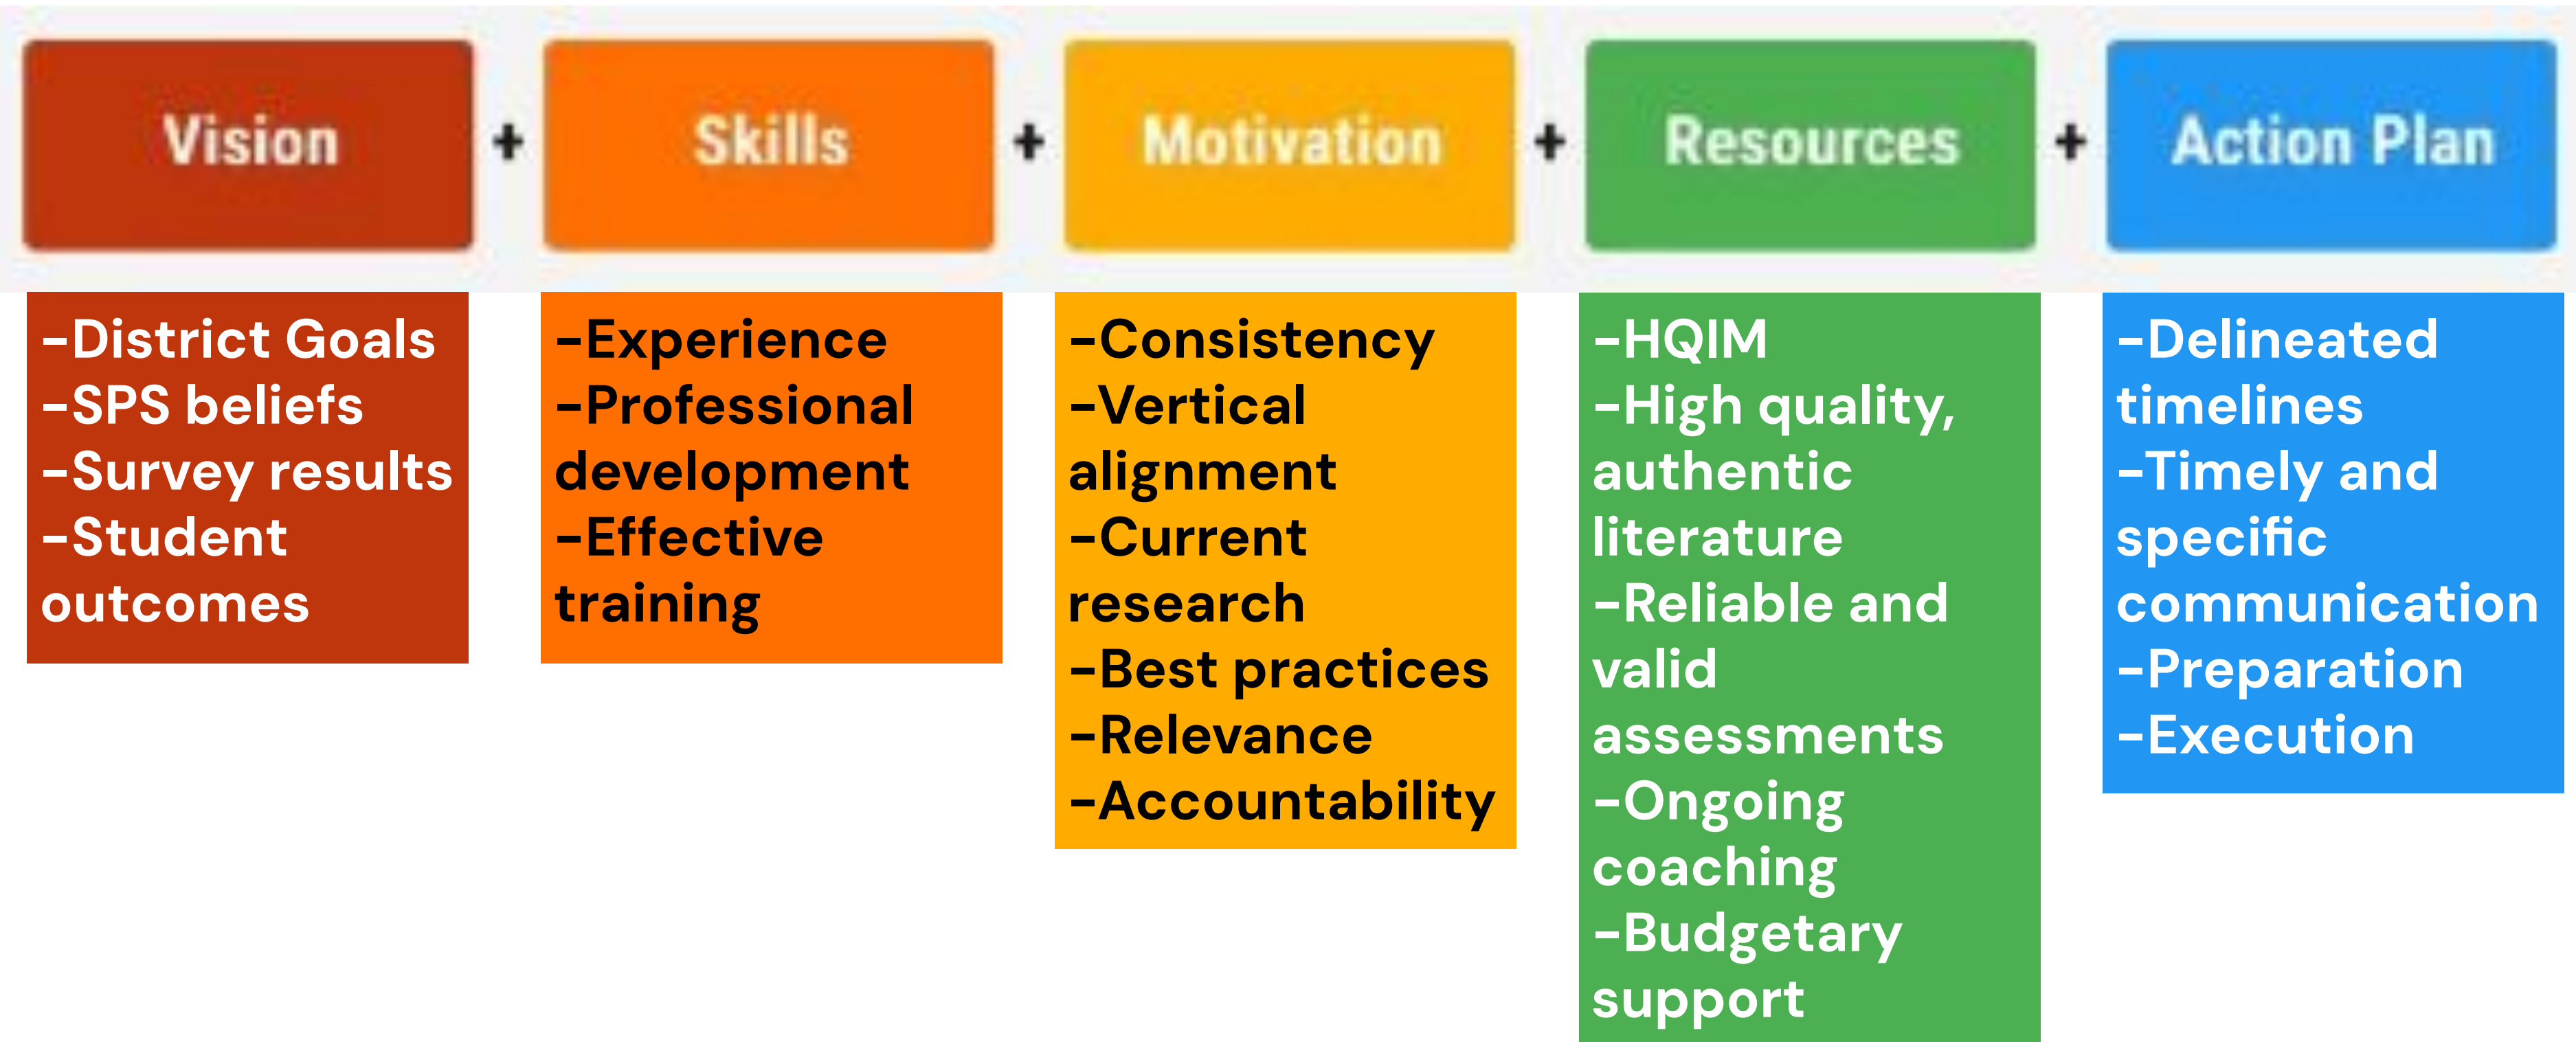 Vision + Skills + Motivation + Resources + Action Plan
-District Goals
-SPS beliefs
-Survey results
-Student
outcomes
-Experience
-Professional
development
-Effective
training
-Consistency
-Vertical
alignment
-Current
research
-Best practices
-Relevance
-Accountability
-HQIM
-High quality,
authentic
literature
-Reliable and
valid
assessments
-Ongoing
coaching
-Budgetary
support
-Delineated
timelines
-Timely and
specific
communication
-Preparation
-Execution